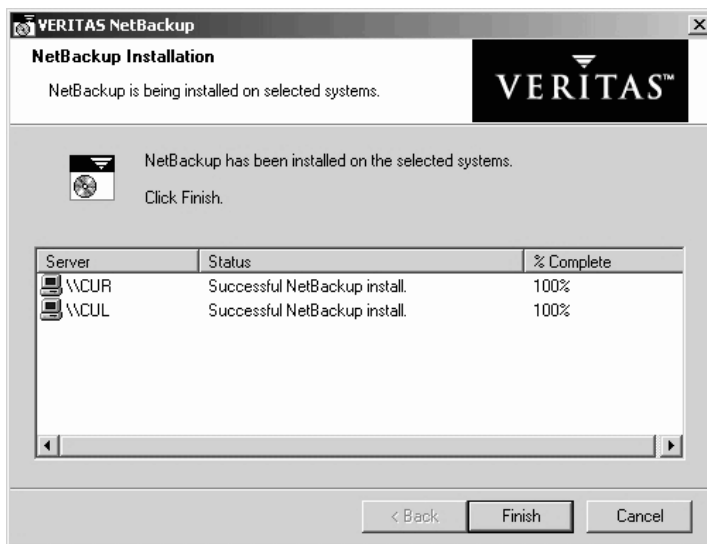 VERITAS NetBackup
NetBackup Installation
NetBackup is being installed on selected systems.
VERITAS™
NetBackup has been installed on the selected systems.
Click Finish.
Server Status % Complete
\\CUR Successful NetBackup install. 100%
\\CUL Successful NetBackup install. 100%
< Back Finish Cancel